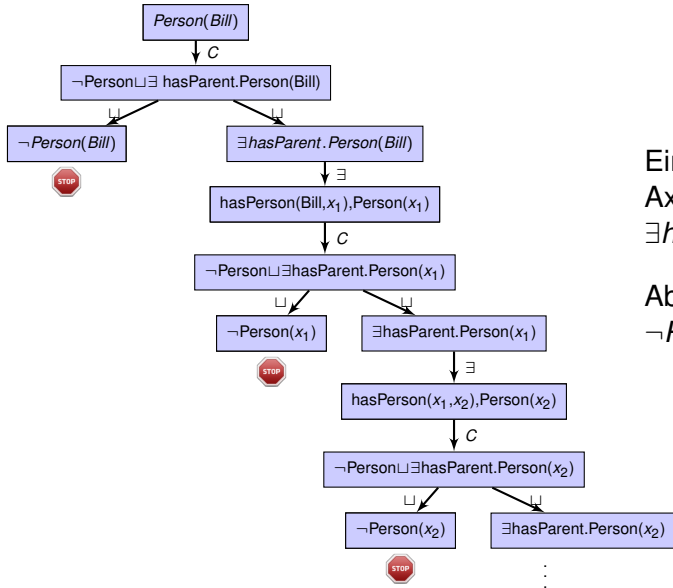 Person(Bill)
C
¬Person⊔∃ hasParent.Person(Bill)
⊔ ⊔
¬Person(Bill) ∃hasParent.Person(Bill)
STOP
∃
Ein
hasPerson(Bill,x₁),Person(x₁)
Ax
∃h
C
¬Person⊔∃hasParent.Person(x₁)
Ab
⊔ ⊔
¬Person(x₁) ∃hasParent.Person(x₁)
STOP
∃
hasPerson(x₁,x₂),Person(x₂)
C
¬Person⊔∃hasParent.Person(x₂)
⊔ ⊔
¬Person(x₂) ∃hasParent.Person(x₂)
STOP
⋮